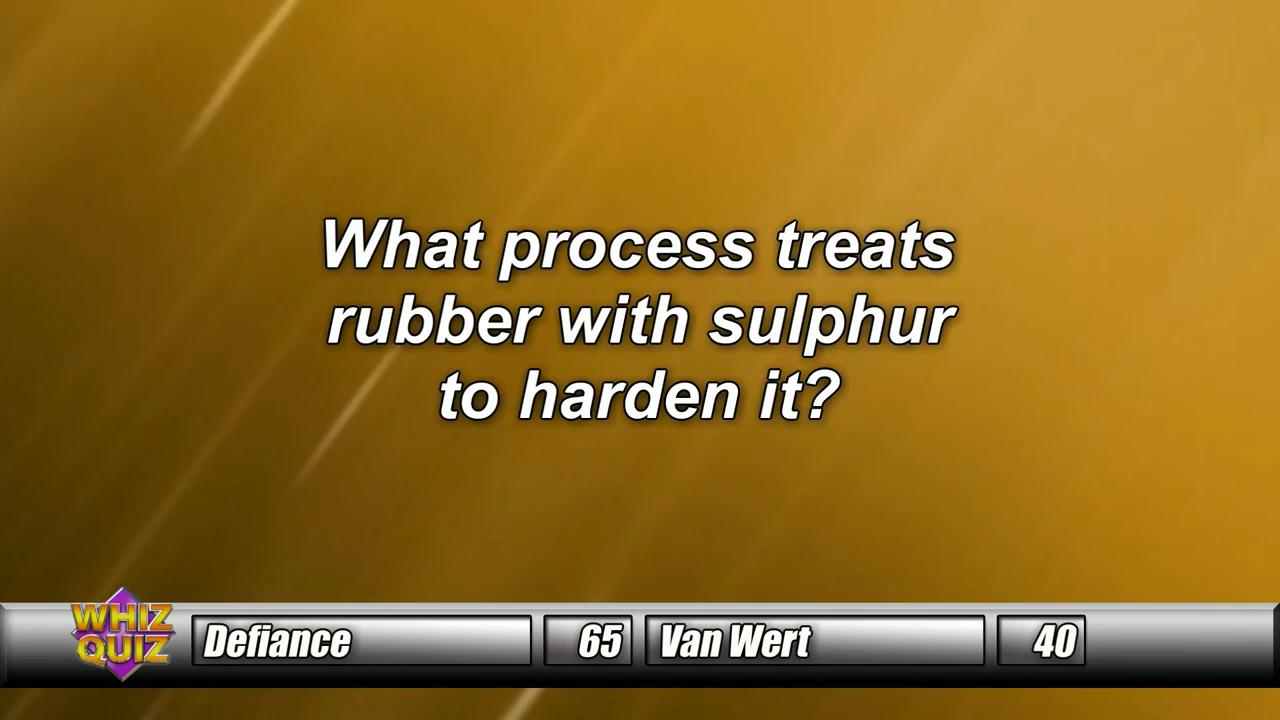 What process treats
rubber with sulphur
to harden it?
WHIZ
QUIZ
Defiance 65 Van Wert 40